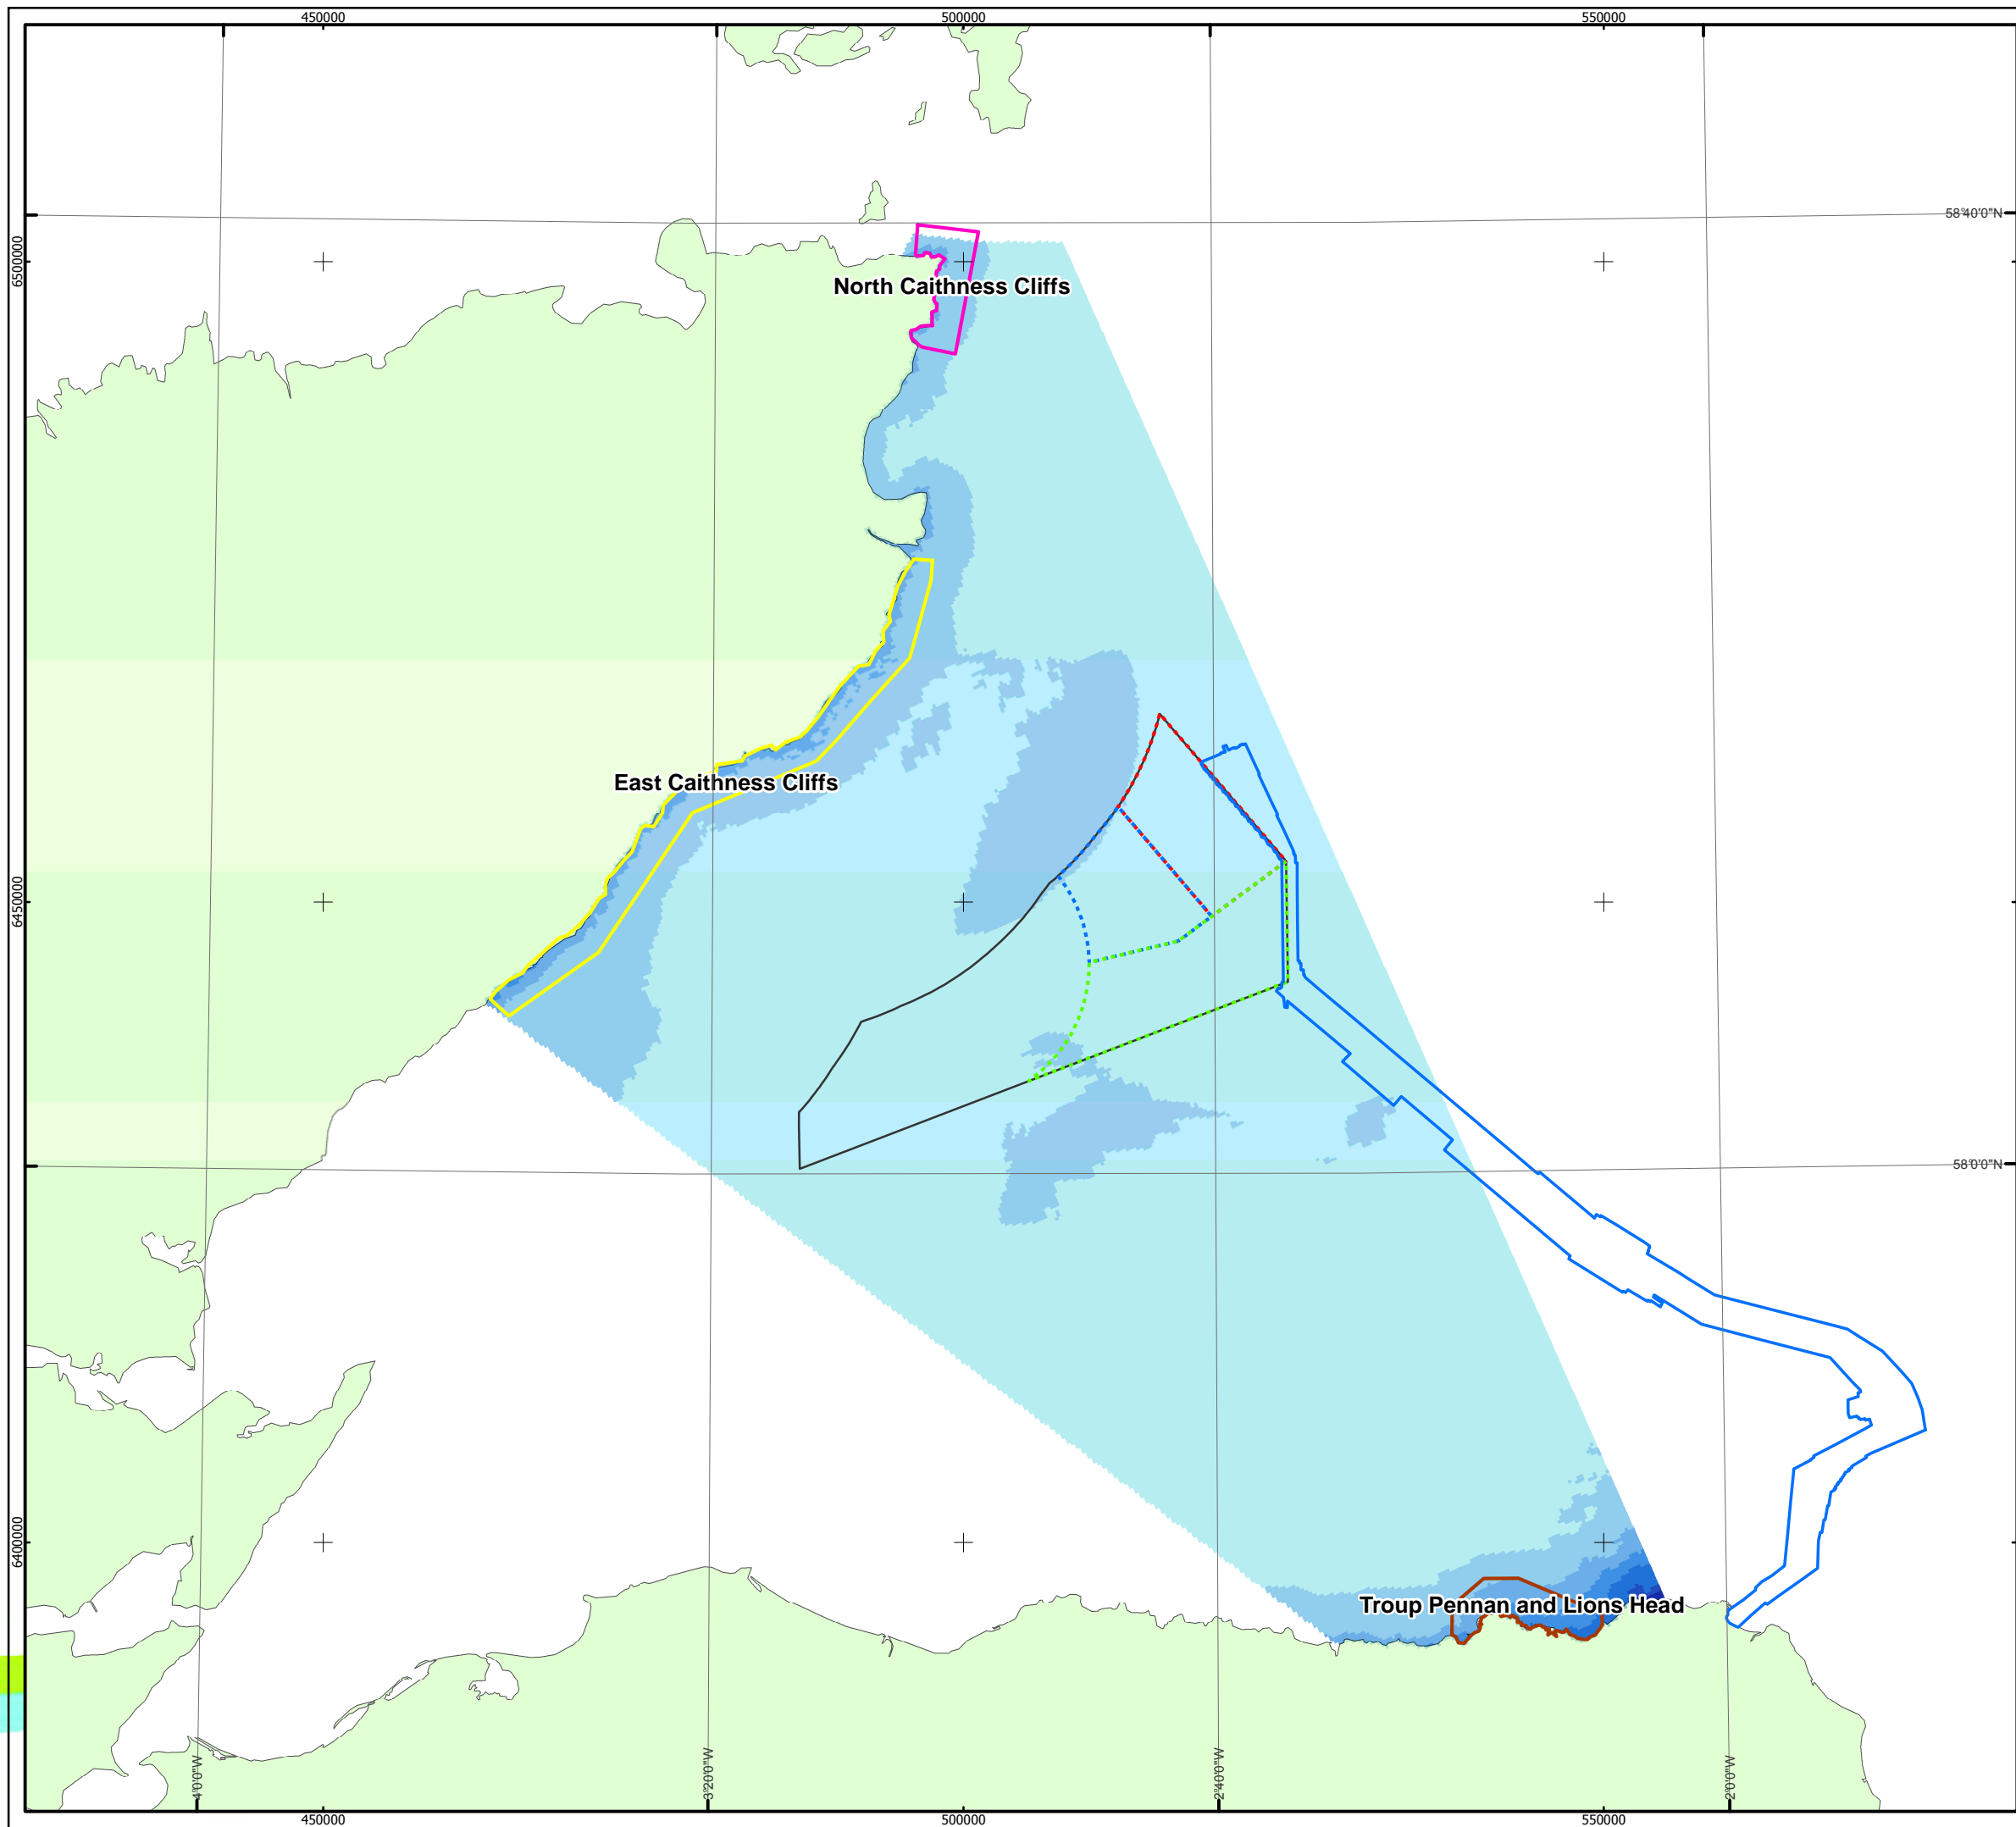 450000
500000
550000
58°40'0"N
6500000
North Caithness Cliffs
East Caithness Cliffs
6450000
58°0'0"N
6400000
Troup Pennan and Lions Head
4°0'0"W
3°20'0"W
2°40'0"W
2°0'0"W
450000
500000
550000